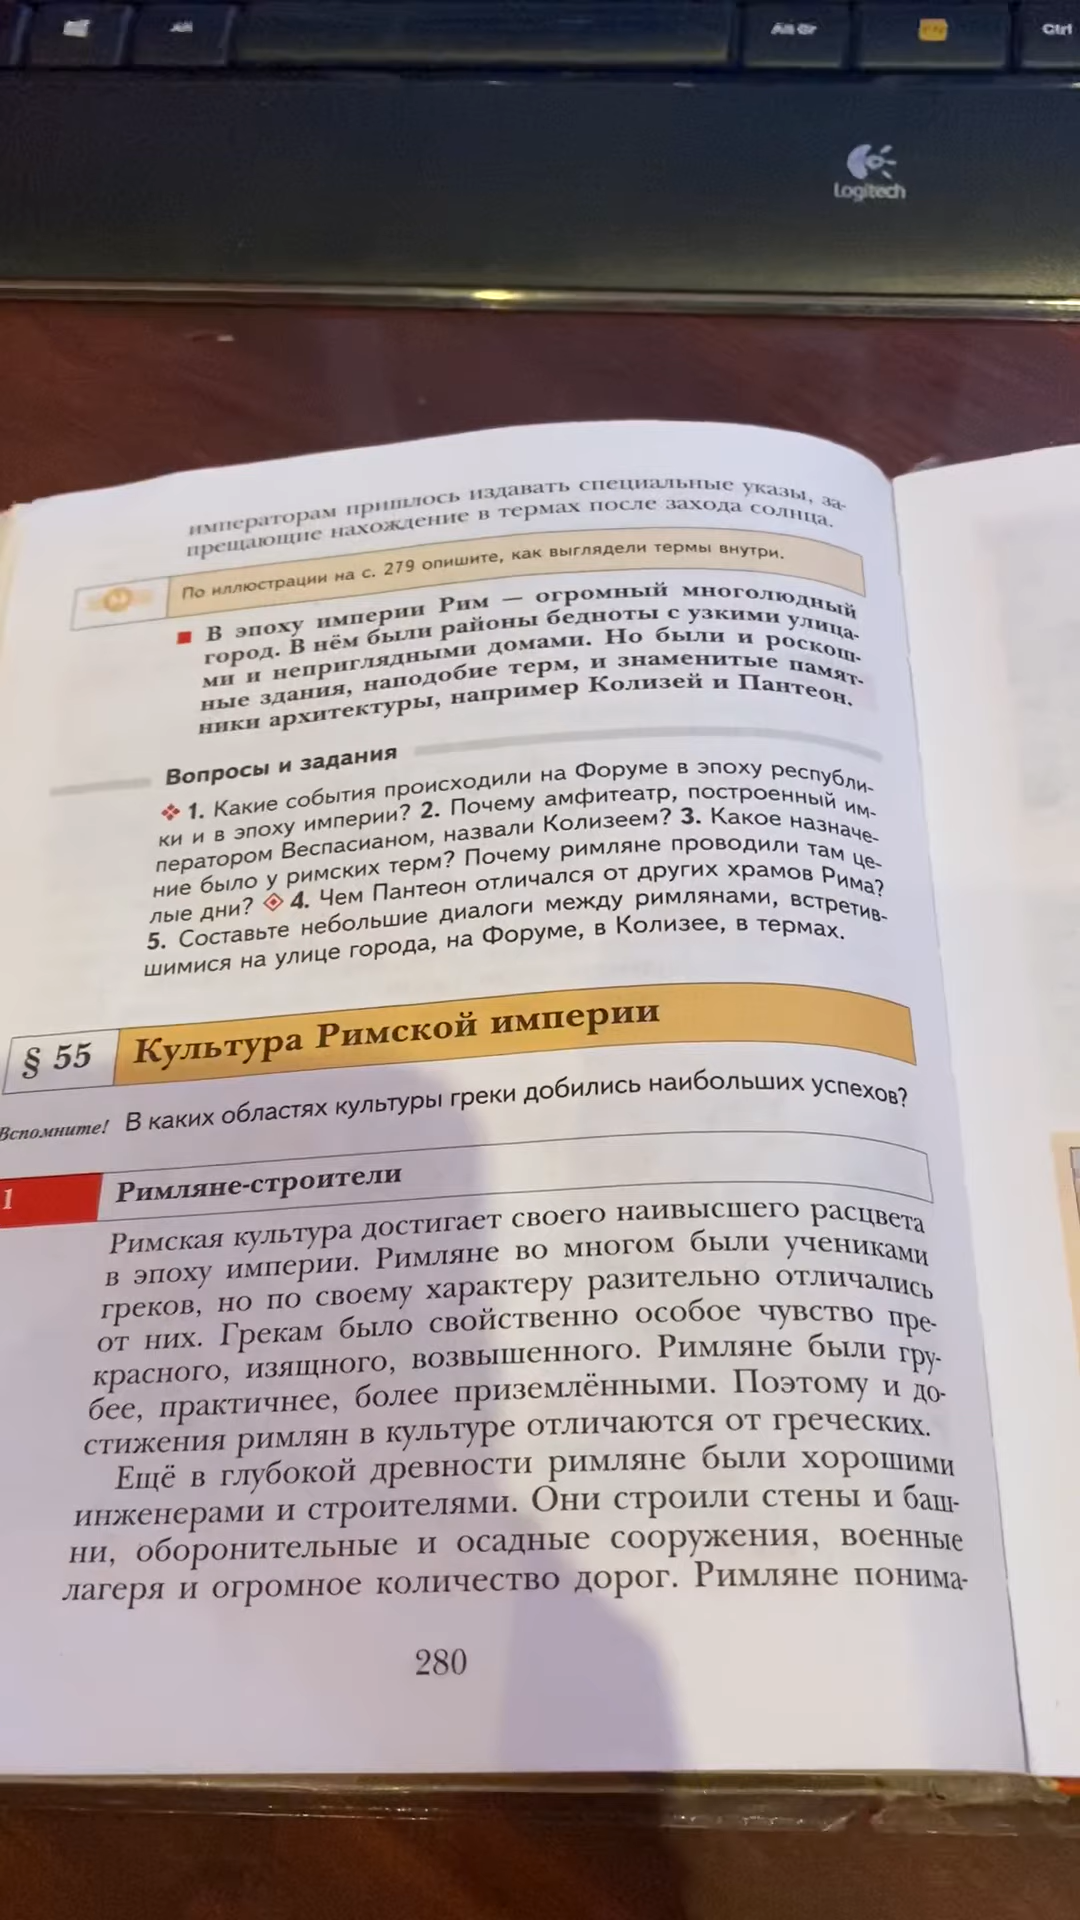 Alt Gr
Ctrl
Logitech
императорам пришлось издавать специальные указы, за-
прещающие нахождение в термах после захода солнца.
По иллюстрации на с. 279 опишите, как выглядели термы внутри.
В эпоху империи Рим — огромный многолюдный
город. В нём были районы бедноты с узкими улица-
ми и неприглядными домами. Но были и роскош-
ные здания, наподобие терм, и знаменитые памят-
ники архитектуры, например Колизей и Пантеон.
Вопросы и задания
1. Какие события происходили на Форуме в эпоху республи-
ки и в эпоху империи? 2. Почему амфитеатр, построенный им-
ператором Веспасианом, назвали Колизеем? 3. Какое назначе-
ние было у римских терм? Почему римляне проводили там це-
лые дни? 4. Чем Пантеон отличался от других храмов Рима?
5. Составьте небольшие диалоги между римлянами, встретив-
шимися на улице города, на Форуме, в Колизее, в термах.
§ 55 Культура Римской империи
Вспомните! В каких областях культуры греки добились наибольших успехов?
1 Римляне-строители
Римская культура достигает своего наивысшего расцвета
в эпоху империи. Римляне во многом были учениками
греков, но по своему характеру разительно отличались
от них. Грекам было свойственно особое чувство пре-
красного, изящного, возвышенного. Римляне были гру-
бее, практичнее, более приземлёнными. Поэтому и до-
стижения римлян в культуре отличаются от греческих.
Ещё в глубокой древности римляне были хорошими
инженерами и строителями. Они строили стены и баш-
ни, оборонительные и осадные сооружения, военные
лагеря и огромное количество дорог. Римляне понима-
280